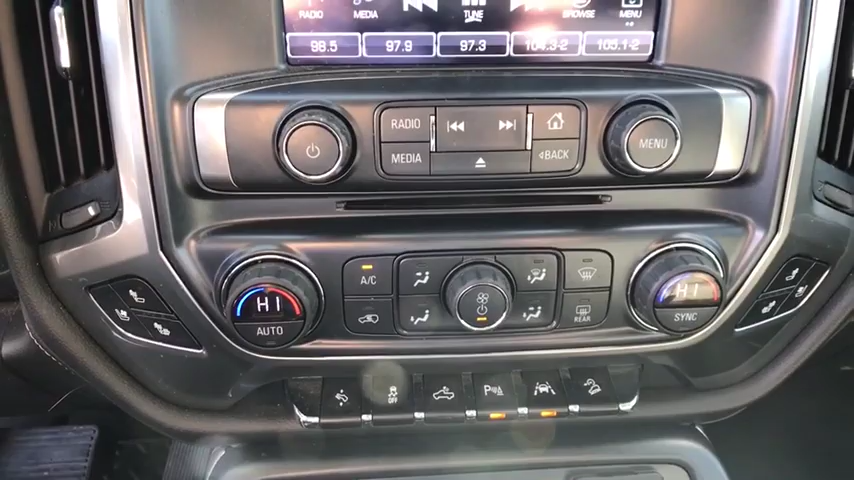 RADIO MEDIA TUNE BROWSE MENU
98.5 97.9 97.3 104.3-2 105.1-2
RADIO
MENU
MEDIA BACK
A/C
HI HI
AUTO REAR SYNC
OFF P